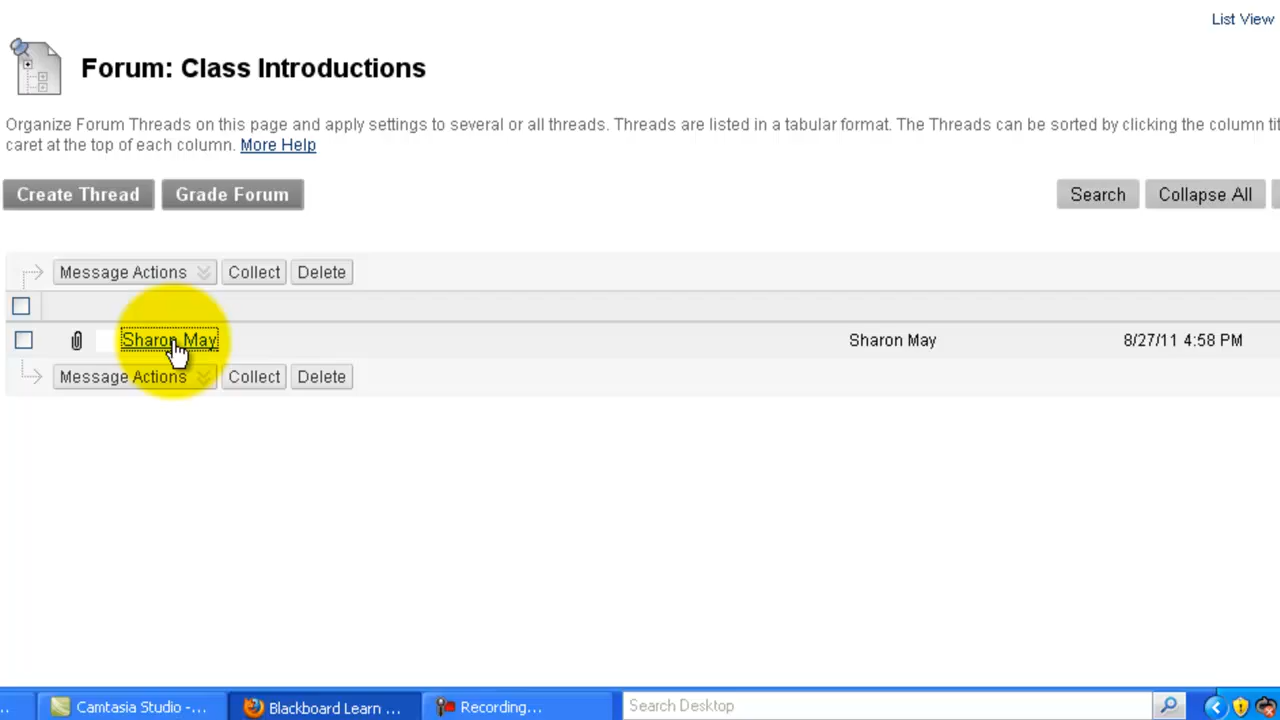 List View
Forum: Class Introductions
Organize Forum Threads on this page and apply settings to several or all threads. Threads are listed in a tabular format. The Threads can be sorted by clicking the column
caret at the top of each column. More Help
Create Thread Grade Forum Search Collapse All
Message Actions Collect Delete
Sharon May Sharon May 8/27/11 4:58 PM
Message Actions Collect Delete
.. Camtasia Studio -... Blackboard Learn ... Recording... Search Desktop